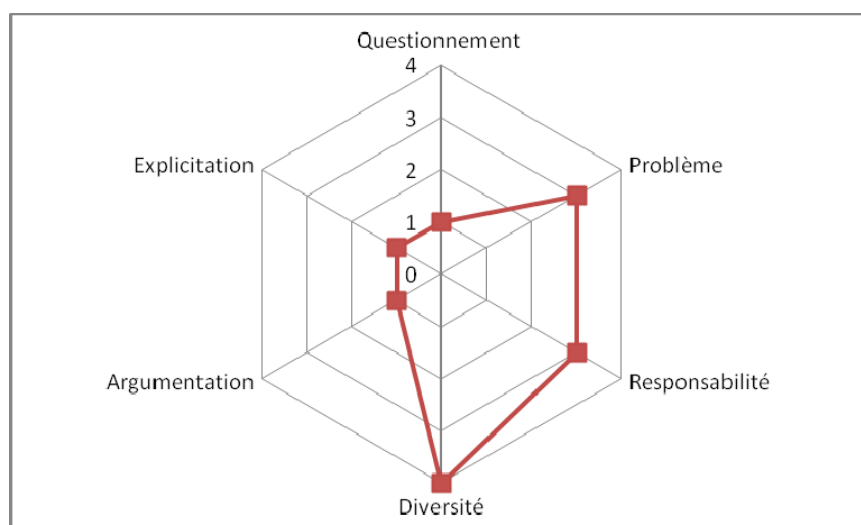 Questionnement
4
3
Explicitation
Problème
2
1
0
Argumentation
Responsabilité
Diversité